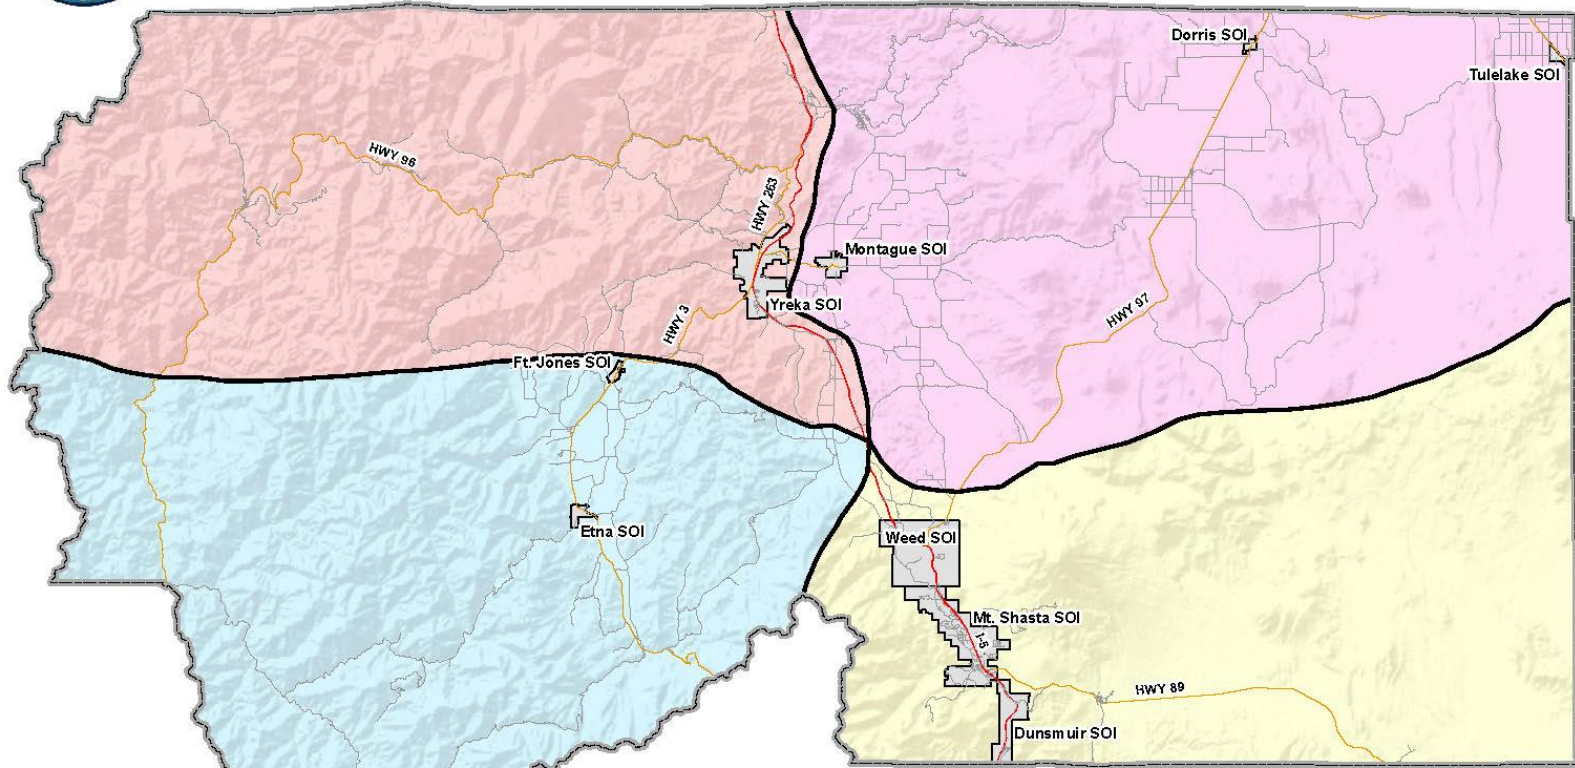 Dorris SOI
Tulelake SOI
HWY 96
HWY 263
Montague SOI
Yreka SOI
HWY 97
HWY 3
Ft. Jones SOI
Etna SOI
Weed SOI
Mt. Shasta SOI
I-5
HWY 89
Dunsmuir SOI